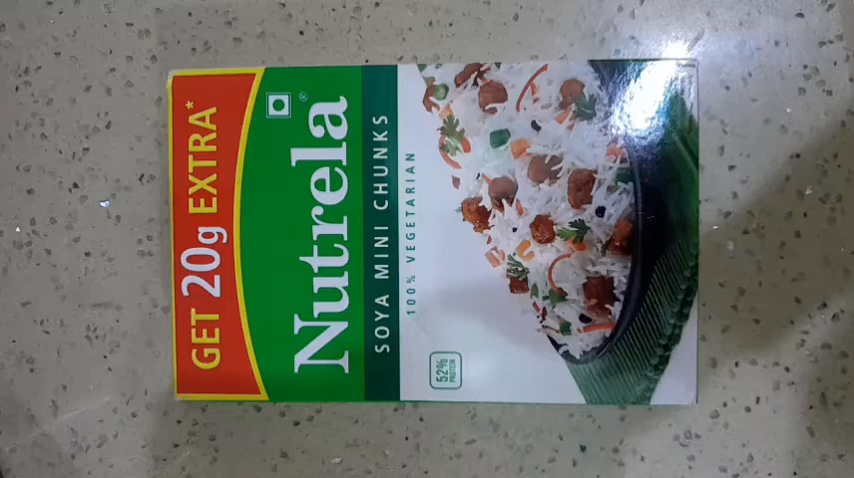 GET 20g EXTRA*
Nutrela®
SOYA MINI CHUNKS
100% VEGETARIAN
52%
PROTEIN